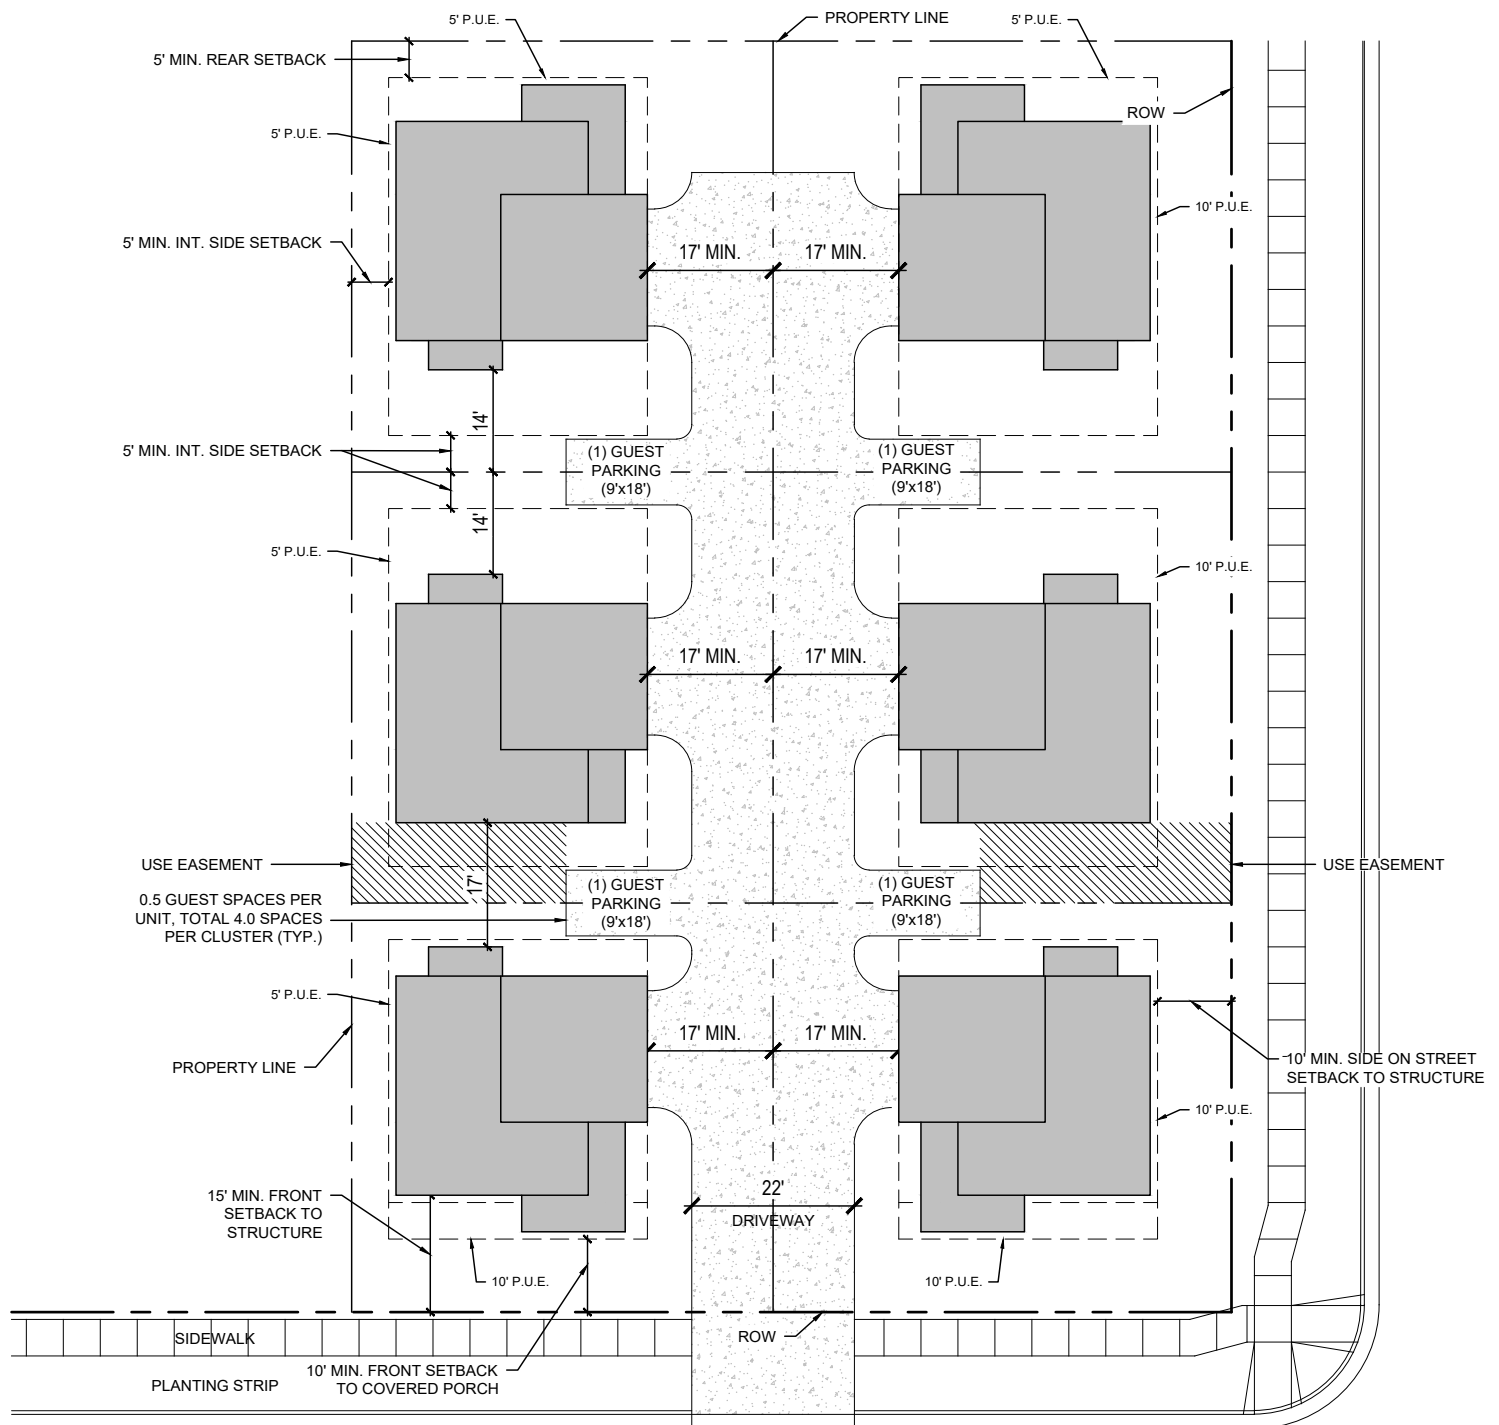 5' P.U.E.
PROPERTY LINE
5' P.U.E.
5' MIN. REAR SETBACK
ROW
5' P.U.E.
10' P.U.E.
5' MIN. INT. SIDE SETBACK
17' MIN.
17' MIN.
14'
5' MIN. INT. SIDE SETBACK
(1) GUEST
PARKING
(9'x18')
(1) GUEST
PARKING
(9'x18')
14'
5' P.U.E.
10' P.U.E.
17' MIN.
17' MIN.
USE EASEMENT
USE EASEMENT
17'
0.5 GUEST SPACES PER
UNIT, TOTAL 4.0 SPACES
PER CLUSTER (TYP.)
(1) GUEST
PARKING
(9'x18')
(1) GUEST
PARKING
(9'x18')
5' P.U.E.
17' MIN.
17' MIN.
PROPERTY LINE
10' MIN. SIDE ON STREET
SETBACK TO STRUCTURE
10' P.U.E.
15' MIN. FRONT
SETBACK TO
STRUCTURE
22'
DRIVEWAY
10' P.U.E.
10' P.U.E.
SIDEWALK
ROW
10' MIN. FRONT SETBACK
TO COVERED PORCH
PLANTING STRIP